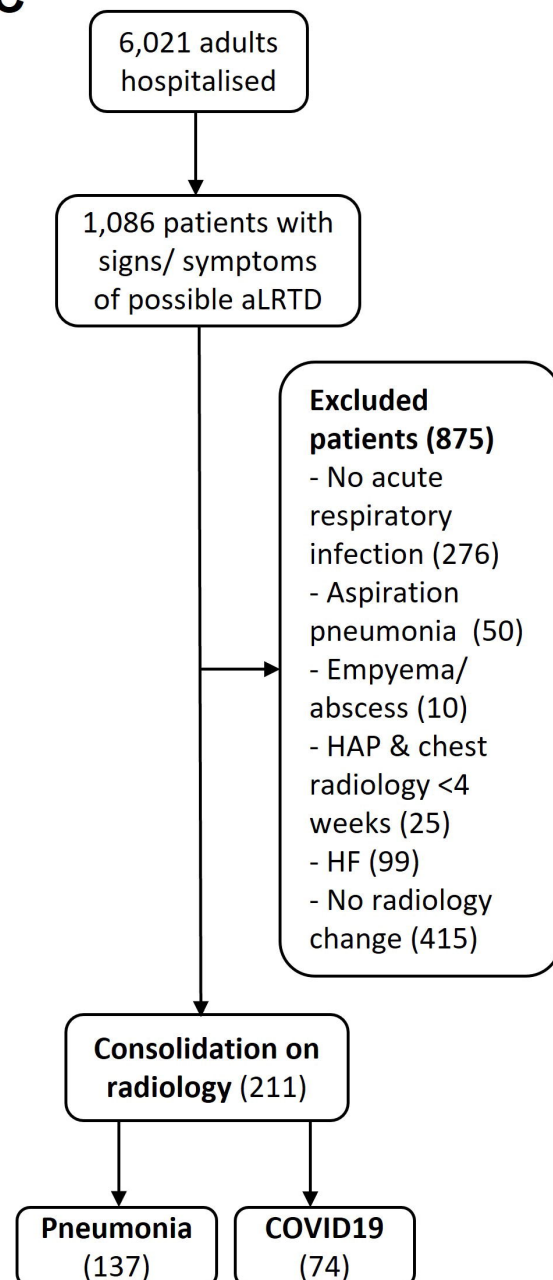 6,021 adults
hospitalised
1,086 patients with
signs/ symptoms
of possible aLRTD
Excluded
patients (875)
- No acute
respiratory
infection (276)
- Aspiration
pneumonia  (50)
- Empyema/
abscess (10)
- HAP & chest
radiology <4
weeks (25)
- HF (99)
- No radiology
change (415)
Consolidation on
radiology (211)
Pneumonia
(137)
COVID19
(74)